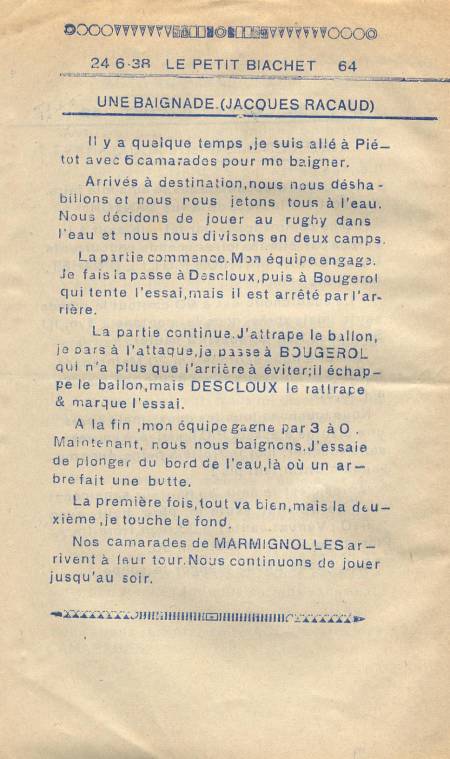 24-6-38 LE PETIT BIACHET 64
UNE BAIGNADE.(JACQUES RACAUD)
Il y a quelque temps ,je suis allé à Pié-
tot avec 6 camarades pour me baigner.
Arrivés à destination,nous nous désha-
billons et nous nous jetons tous à l'eau.
Nous décidons de jouer au rugby dans
l'eau et nous nous divisons en deux camps.
La partie commence.Mon équipe engage.
Je fais la passe à Descloux,puis à Bougerol
qui tente l'essai,mais il est arrêté par l'ar-
rière.
La partie continue.J'attrape le ballon,
je pars à l'attaque,je passe à BOUGEROL
qui n'a plus que l'arrière à éviter;il échap-
pe le ballon,mais DESCLOUX le rattrape
& marque l'essai.
A la fin ,mon équipe gagne par 3 à 0 .
Maintenant, nous nous baignons.J'essaie
de plonger du bord de l'eau,là où un ar-
bre fait une butte.
La première fois,tout va bien,mais la deu-
xième ,je touche le fond.
Nos camarades de MARMIGNOLLES ar-
rivent à leur tour.Nous continuons de jouer
jusqu'au soir.